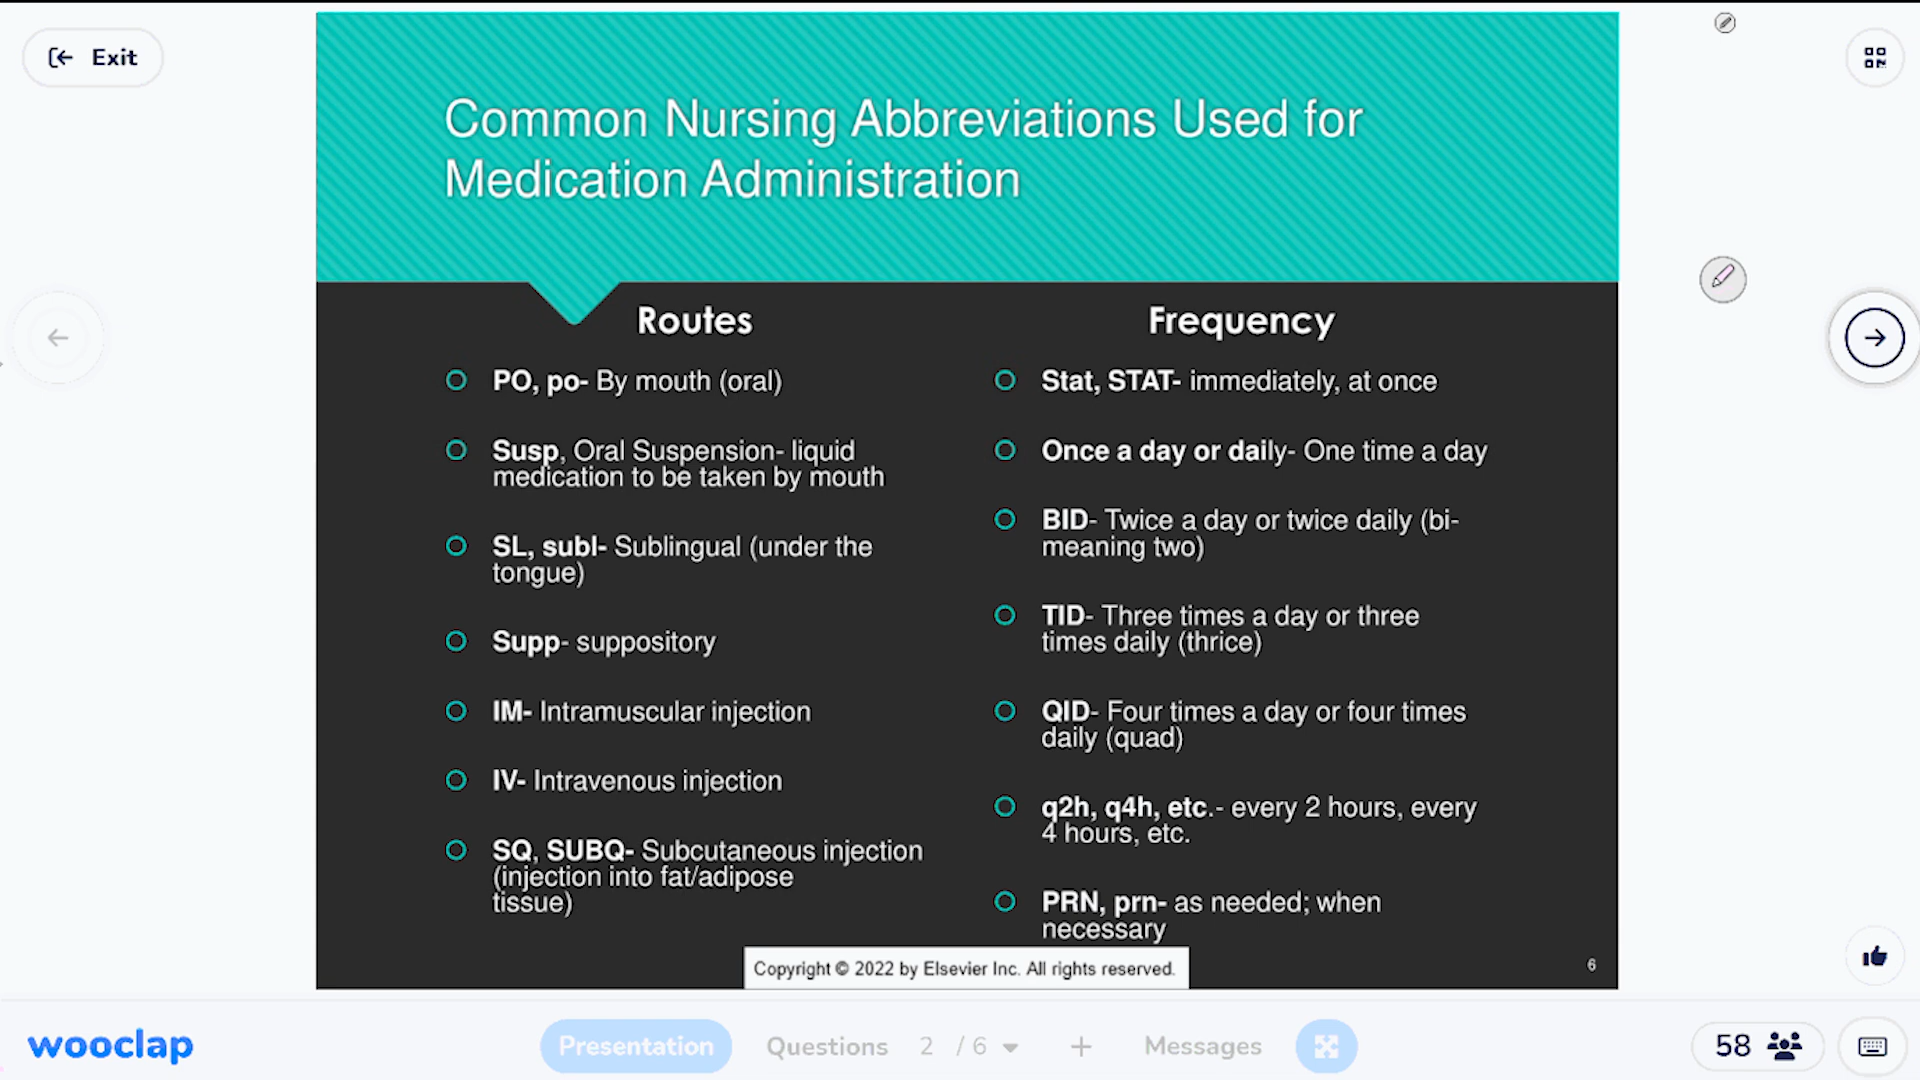 Exit
Common Nursing Abbreviations Used for
Medication Administration
Routes
PO, po- By mouth (oral)
Susp, Oral Suspension- liquid
medication to be taken by mouth
SL, subl- Sublingual (under the
tongue)
Supp- suppository
IM- Intramuscular injection
IV- Intravenous injection
SQ, SUBQ- Subcutaneous injection
(injection into fat/adipose
tissue)
Frequency
Stat, STAT- immediately, at once
Once a day or daily- One time a day
BID- Twice a day or twice daily (bi-
meaning two)
TID- Three times a day or three
times daily (thrice)
QID- Four times a day or four times
daily (quad)
q2h, q4h, etc.- every 2 hours, every
4 hours, etc.
PRN, prn- as needed; when
necessary
Copyright © 2022 by Elsevier Inc. All rights reserved.
6
wooclap
Presentation
Questions 2 / 6
Messages
58